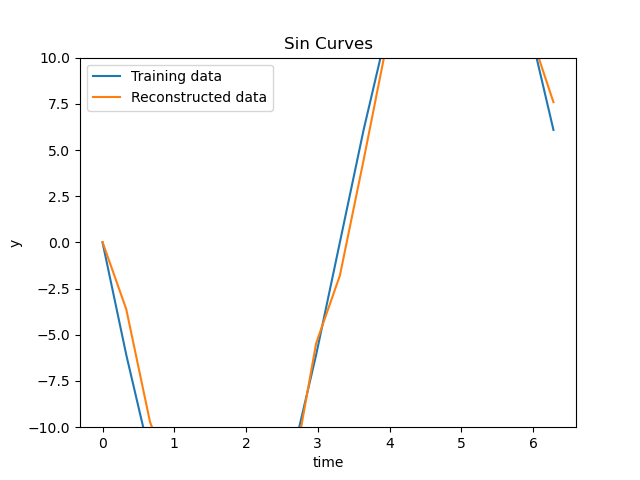 Sin Curves
Training data
Reconstructed data
10.0
7.5
5.0
2.5
0.0
−2.5
−5.0
−7.5
−10.0
y
0 1 2 3 4 5 6
time